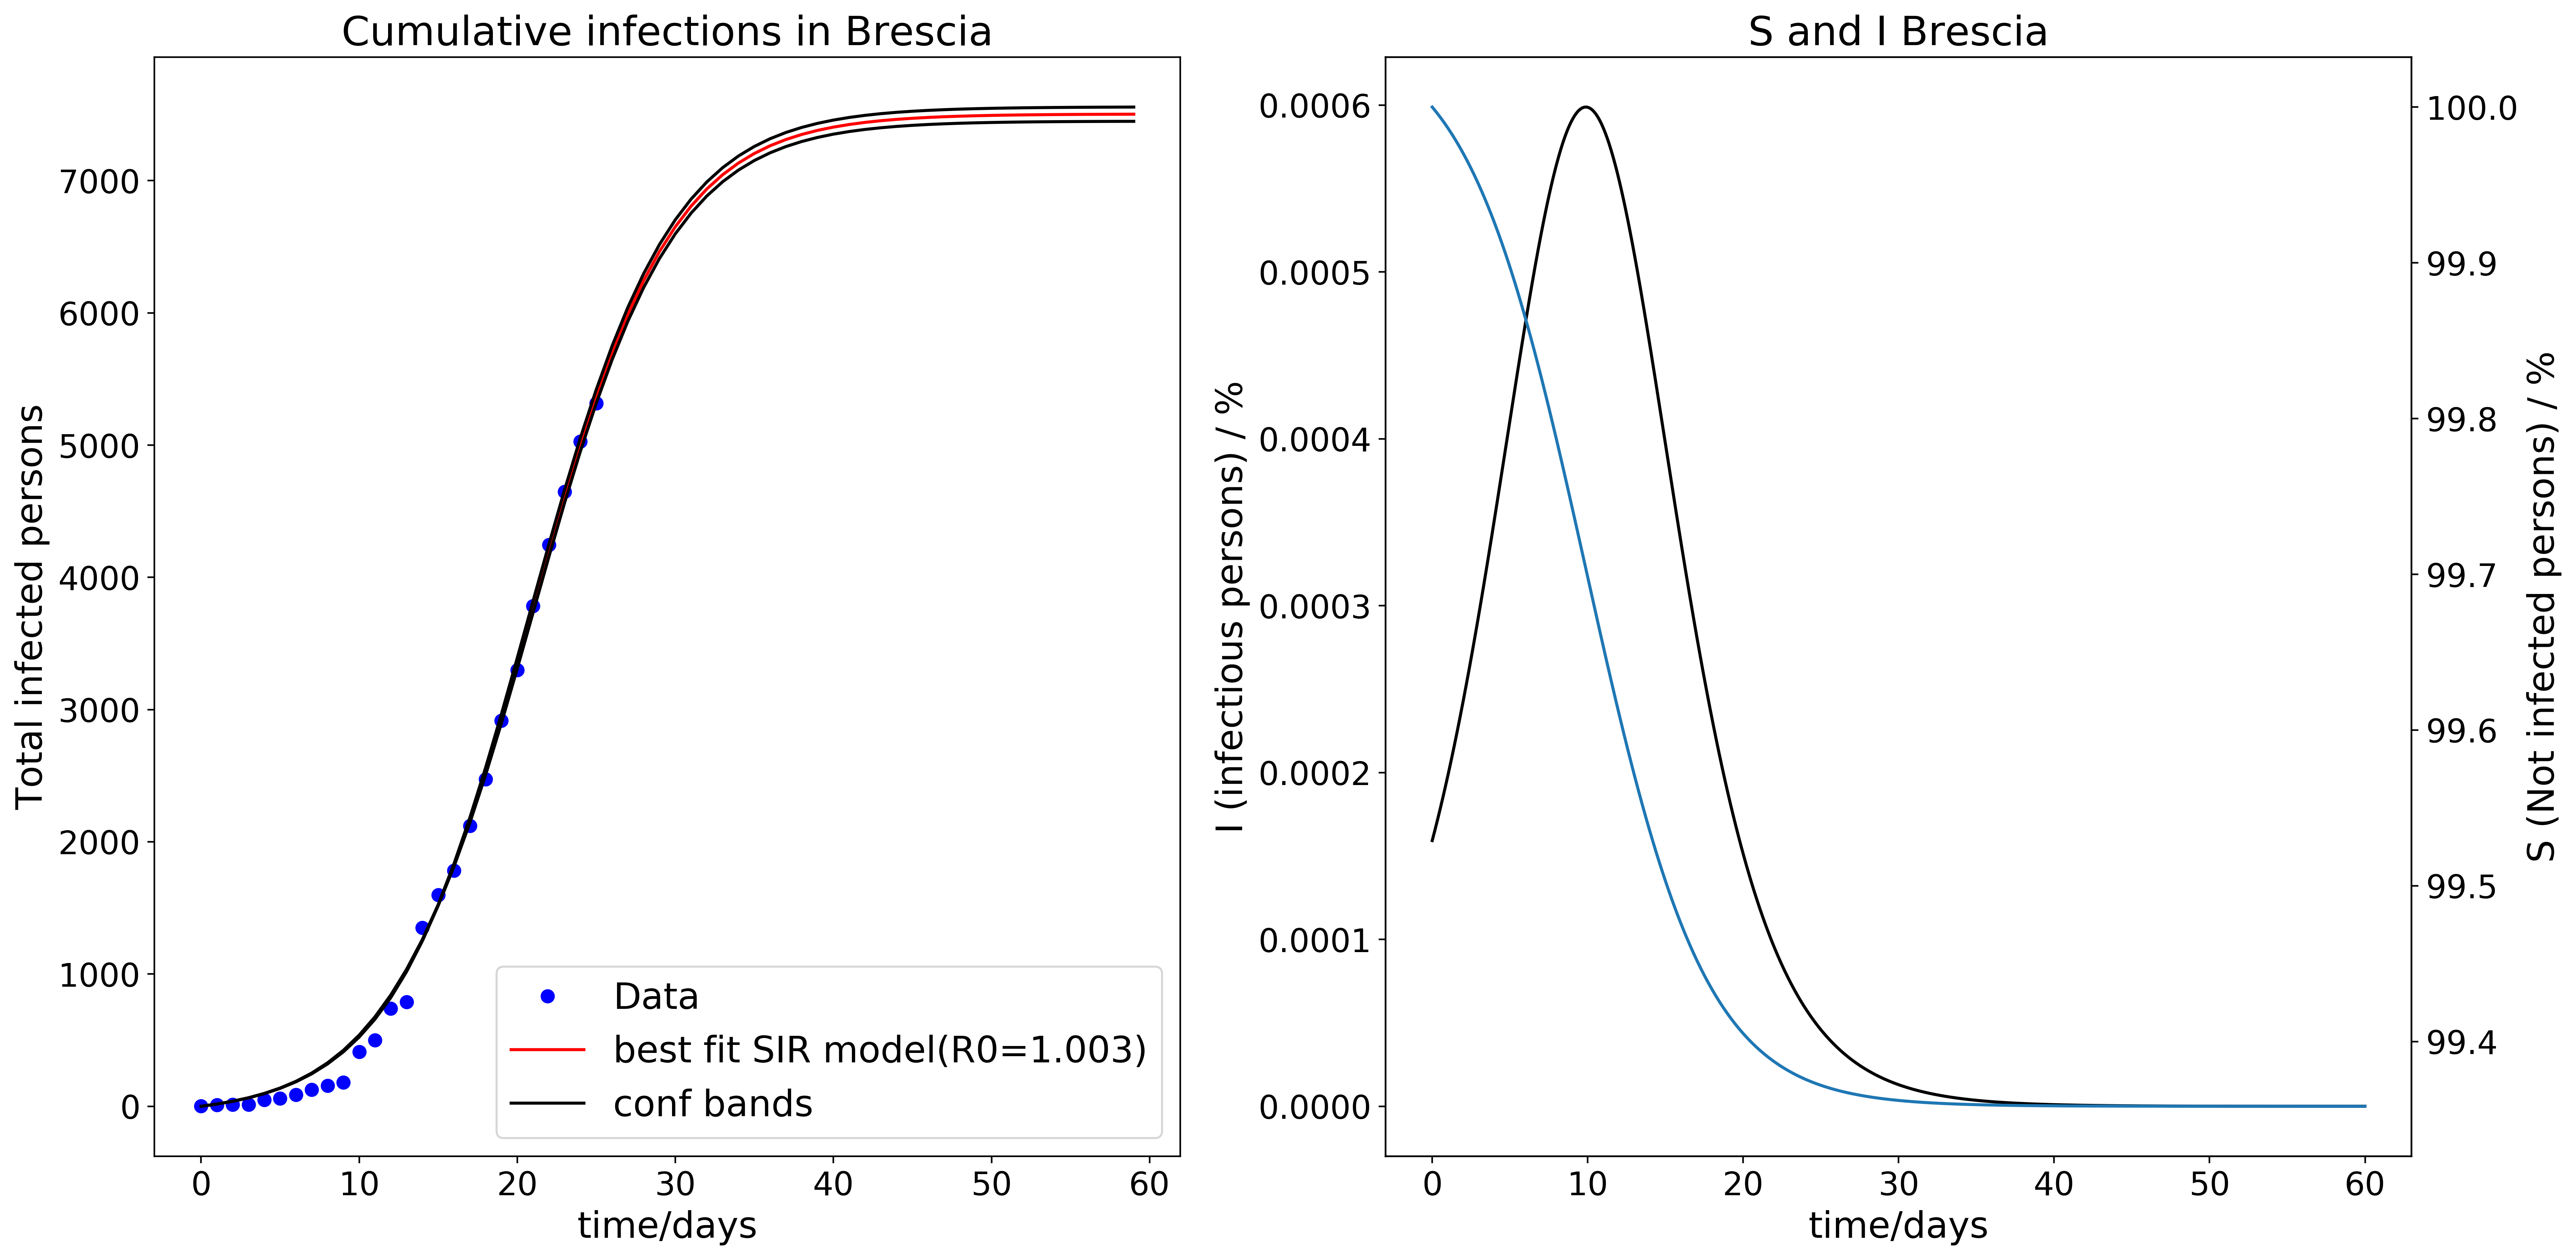 Cumulative infections in Brescia
Total infected persons
7000
6000
5000
4000
3000
2000
1000
0
Data
best fit SIR model(R0=1.003)
conf bands
0 10 20 30 40 50 60
time/days
S and I Brescia
I (infectious persons) / %
0.0006
0.0005
0.0004
0.0003
0.0002
0.0001
0.0000
100.0
99.9
99.8
99.7
99.6
99.5
99.4
S (Not infected persons) / %
0 10 20 30 40 50 60
time/days